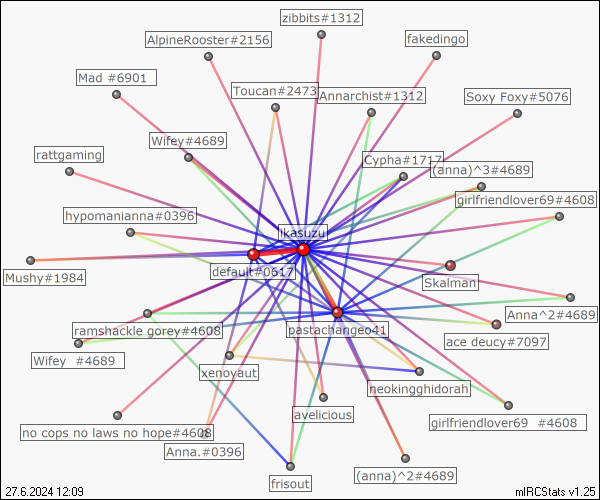 zibbits#1312
AlpineRooster#2156
fakedingo
Mad #6901
Toucan#2473
Annarchist#1312
Soxy Foxy#5076
Wifey#4689
rattgaming
Cypha#1717
(anna)^3#4689
girlfriendlover69#4608
hypomanianna#0396
ikasuzu
default#0617
Mushy#1984
Skalman
Anna^2#4689
ramshackle gorey#4608
pastachangeo41
ace deucy#7097
Wifey  #4689
xenoyaut
neokingghidorah
avelicious
girlfriendlover69  #4608
no cops no laws no hope#4608
Anna.#0396
(anna)^2#4689
frisout
27.6.2024 12:09
mIRCStats v1.25